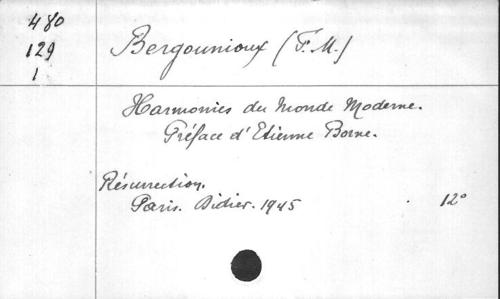 480
129
1
Bergounioux (F. M.)
Harmonies du Monde Moderne.
Préface d'Etienne Borne.
Résurrection.
Paris. Didier. 1945 12°